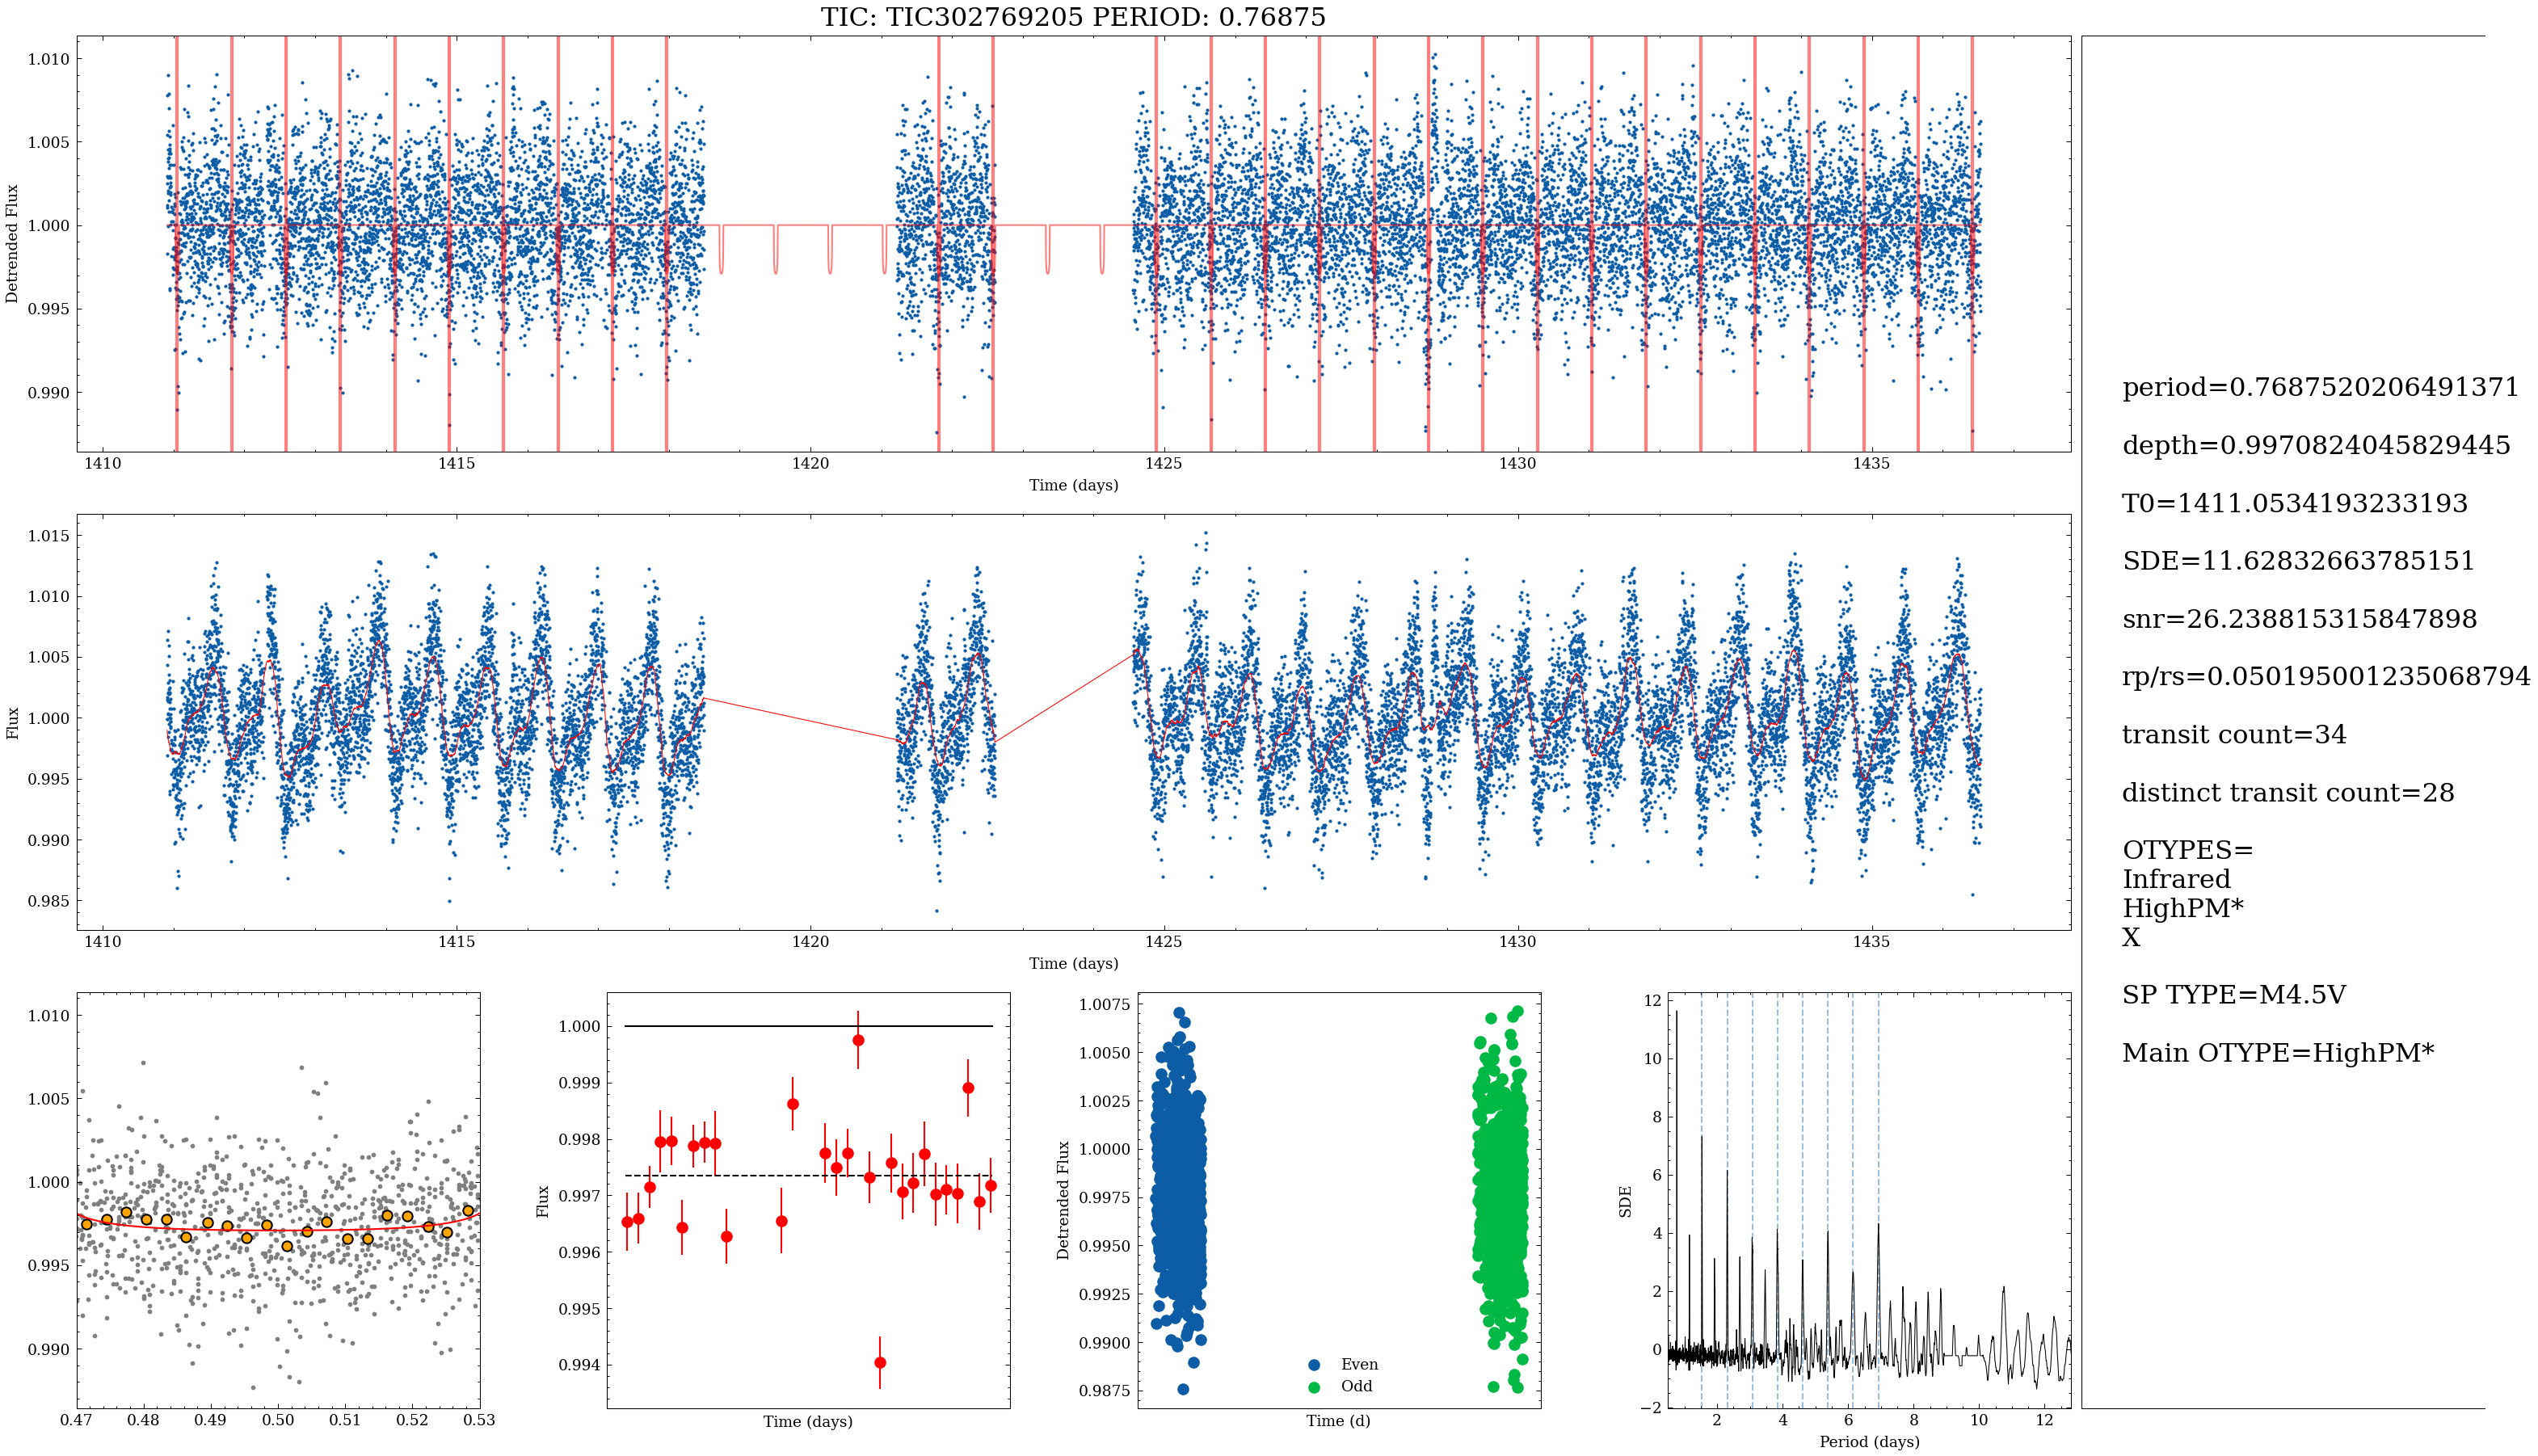 TIC: TIC302769205 PERIOD: 0.76875
1.010
1.005
1.000
0.995
0.990
Detrended Flux
1410
1415
1420
1425
1430
1435
Time (days)
1.015
1.010
1.005
1.000
0.995
0.990
0.985
Flux
1410
1415
1420
1425
1430
1435
Time (days)
1.010
1.005
1.000
0.995
0.990
0.47
0.48
0.49
0.50
0.51
0.52
0.53
1.000
0.999
0.998
0.997
0.996
0.995
0.994
Flux
Time (days)
1.0075
1.0050
1.0025
1.0000
0.9975
0.9950
0.9925
0.9900
0.9875
Detrended Flux
Even
Odd
Time (d)
12
10
8
6
4
2
0
−2
SDE
2
4
6
8
10
12
Period (days)
period=0.7687520206491371
depth=0.9970824045829445
T0=1411.0534193233193
SDE=11.62832663785151
snr=26.238815315847898
rp/rs=0.050195001235068794
transit count=34
distinct transit count=28
OTYPES=
Infrared
HighPM*
X
SP TYPE=M4.5V
Main OTYPE=HighPM*